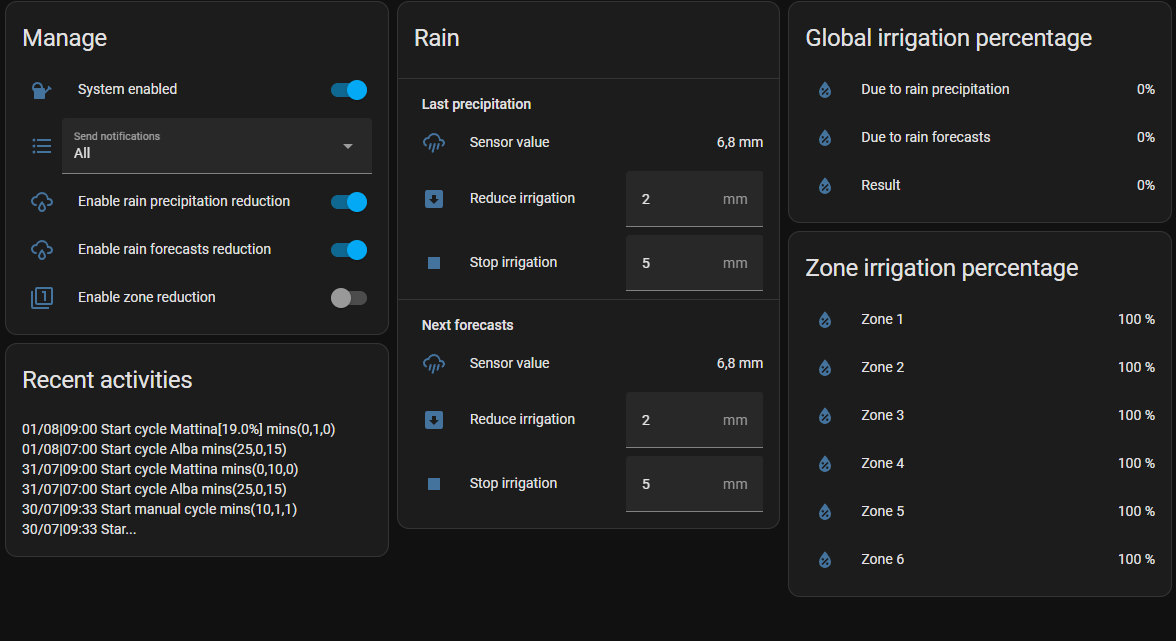 Manage
System enabled
Send notifications
All
Enable rain precipitation reduction
Enable rain forecasts reduction
1
Enable zone reduction
Recent activities
01/08|09:00 Start cycle Mattina[19.0%] mins(0,1,0)
01/08|07:00 Start cycle Alba mins(25,0,15)
31/07|09:00 Start cycle Mattina mins(0,10,0)
31/07|07:00 Start cycle Alba mins(25,0,15)
30/07|09:33 Start manual cycle mins(10,1,1)
30/07|09:33 Star...
Rain
Last precipitation
Sensor value 6,8 mm
Reduce irrigation 2 mm
Stop irrigation 5 mm
Next forecasts
Sensor value 6,8 mm
Reduce irrigation 2 mm
Stop irrigation 5 mm
Global irrigation percentage
Due to rain precipitation 0%
Due to rain forecasts 0%
Result 0%
Zone irrigation percentage
Zone 1 100 %
Zone 2 100 %
Zone 3 100 %
Zone 4 100 %
Zone 5 100 %
Zone 6 100 %